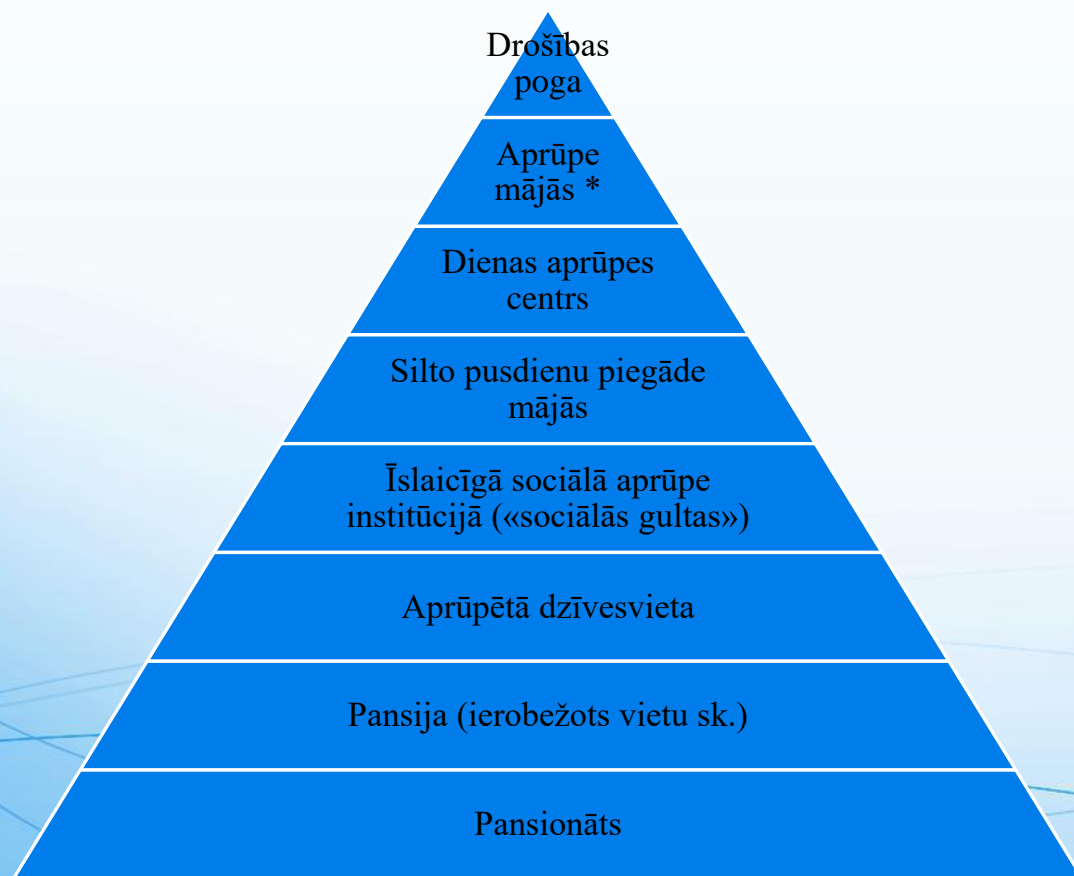 Drošības
poga
Aprūpe
mājās *
Dienas aprūpes
centrs
Silto pusdienu piegāde
mājās
Īslaicīgā sociālā aprūpe
institūcijā («sociālās gultas»)
Aprūpētā dzīvesvieta
Pansija (ierobežots vietu sk.)
Pansionāts